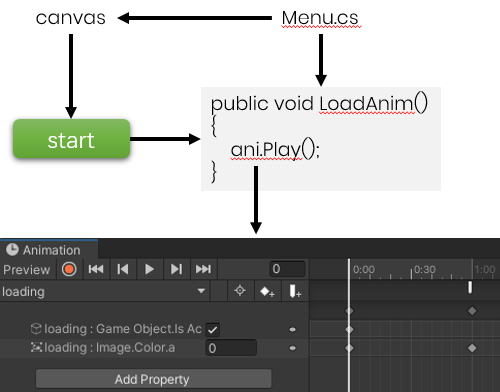 canvas
Menu.cs
start
public void LoadAnim()
{
ani.Play();
}
Animation
Preview
0
0:00
0:30
1:00
loading
loading : Game Object.Is Ac
loading : Image.Color.a
0
Add Property